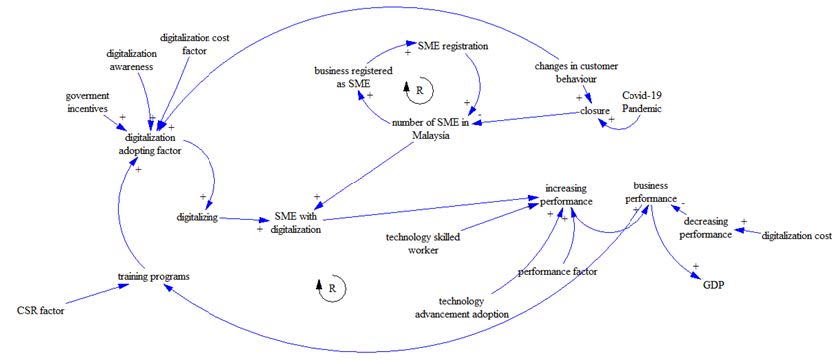 digitalization cost
factor
digitalization
awareness
goverment
incentives
+
+
+
digitalization
adopting factor
+
SME registration
+
business registered
as SME
+
R
+
number of SME in
Malaysia
-
changes in customer
behaviour
+
Covid-19
Pandemic
closure
+
+
digitalizing
+
SME with
digitalization
+
increasing
performance
+
+
+
business
performance
+
-
decreasing
performance
+
digitalization cost
technology skilled
worker
performance factor
technology
advancement adoption
+
GDP
training programs
CSR factor
R